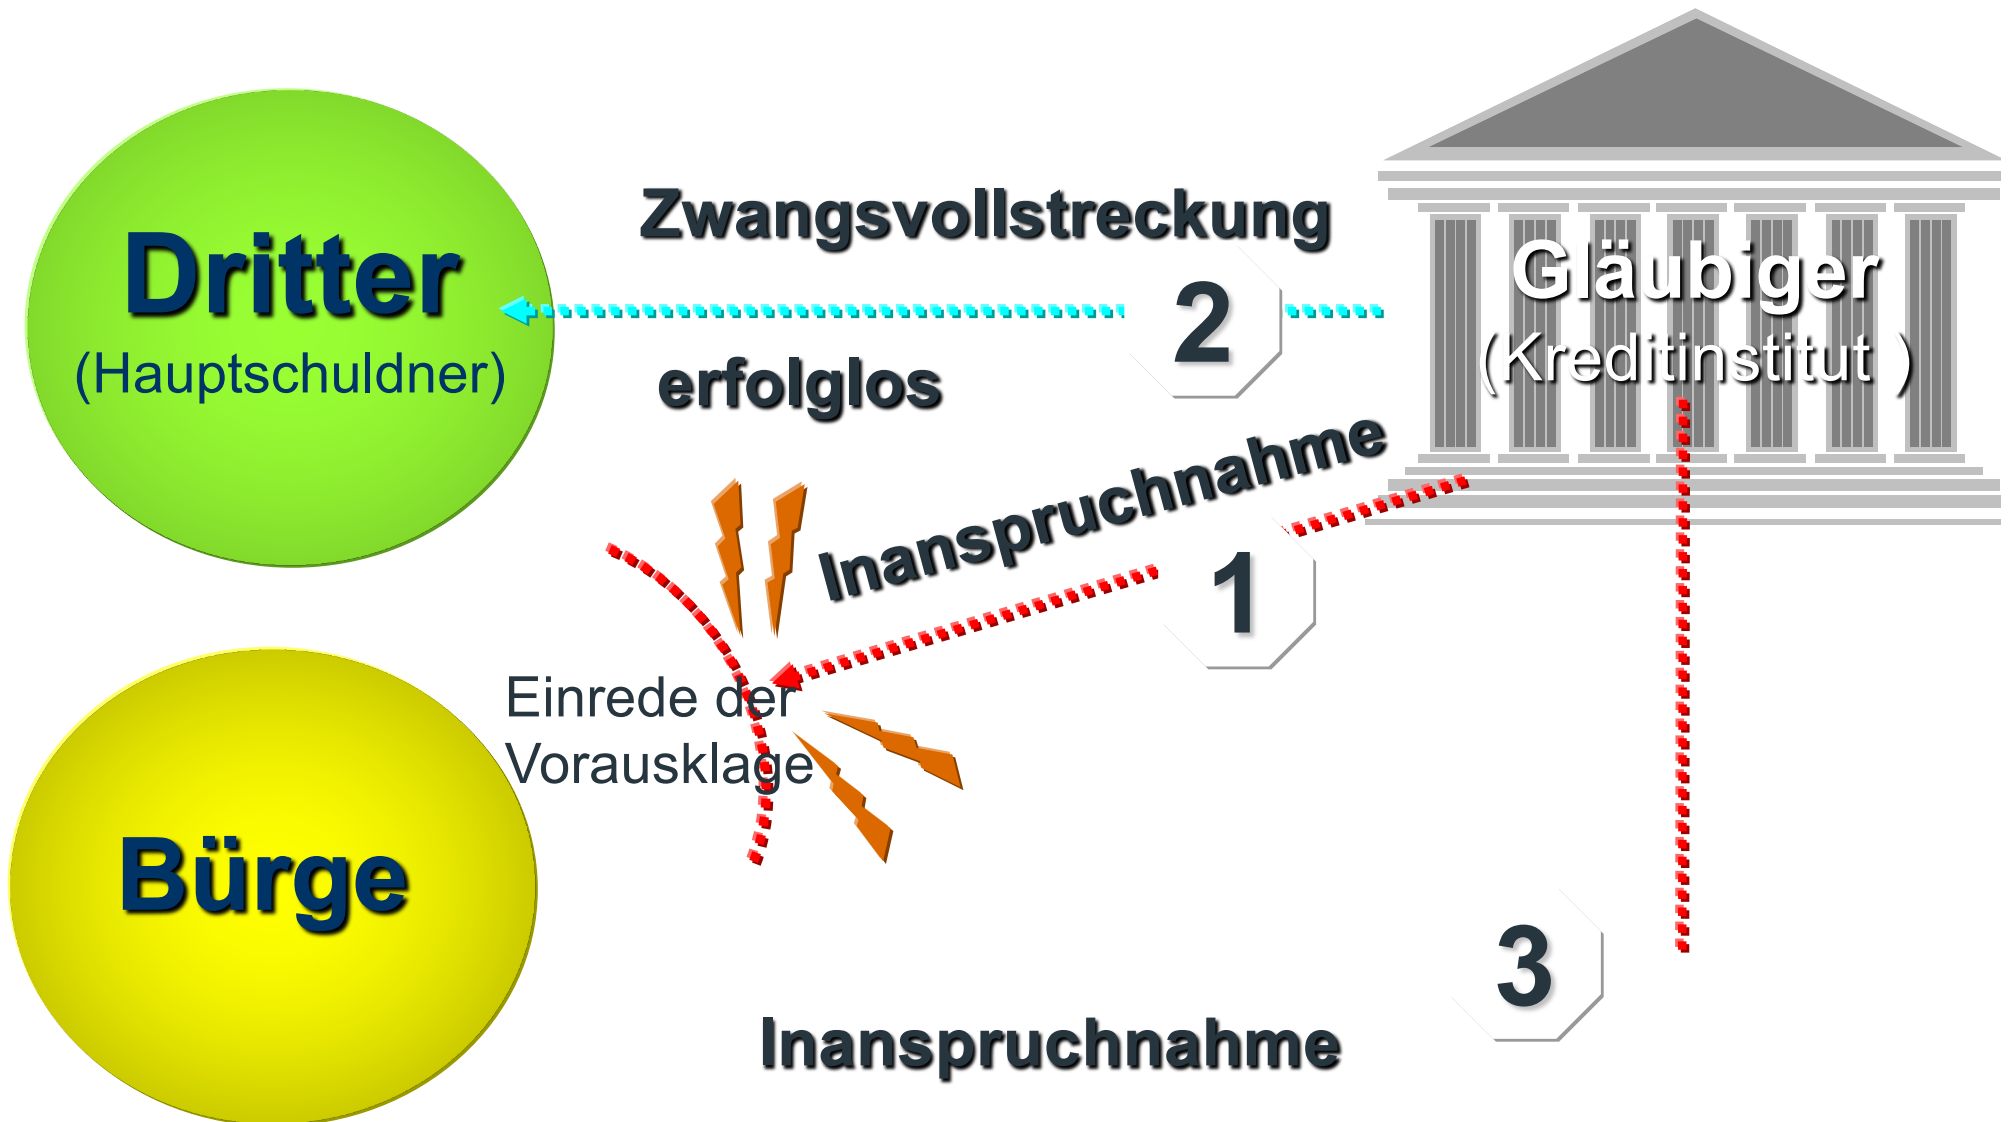 Zwangsvollstreckung
Dritter
(Hauptschuldner)
Gläubiger
(Kreditinstitut )
2
erfolglos
Inanspruchnahme
1
Einrede der
Vorausklage
Bürge
3
Inanspruchnahme